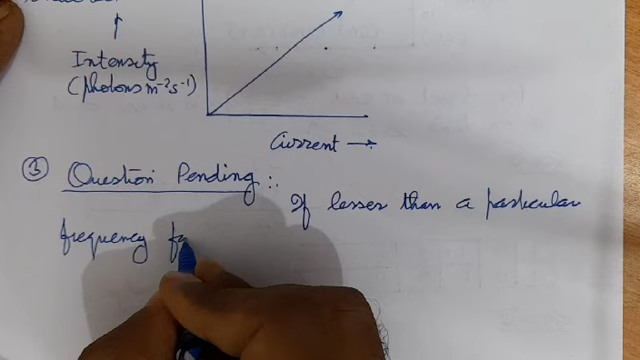 Intensity
(photons m⁻² s⁻¹)
Current →
③ Question Pending :
If lesser than a particular
frequency